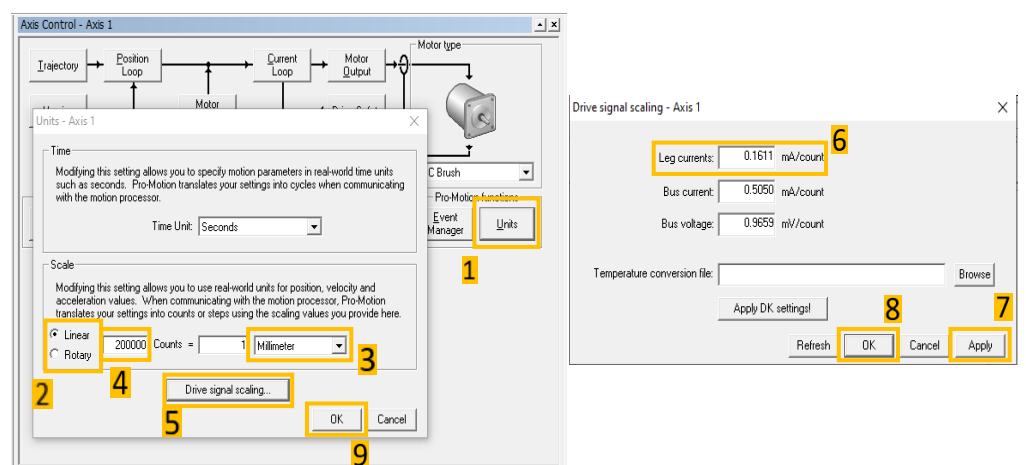 Axis Control - Axis 1
Trajectory
Position
Loop
Current
Loop
Motor
Output
Motor type
Motor
Units - Axis 1
Time
Modifying this setting allows you to specify motion parameters in real-world time units
such as seconds. Pro-Motion translates your settings into cycles when communicating
with the motion processor.
Time Unit: Seconds
C Brush
Pro-Motion functions
Event
Manager
Units
1
Scale
Modifying this setting allows you to use real-world units for position, velocity and
acceleration values. When communicating with the motion processor, Pro-Motion
translates your settings into counts or steps using the scaling values you provide here.
Linear
Rotary
200000 Counts = 1 Millimeter
2
4
3
Drive signal scaling...
5
OK
Cancel
9
Drive signal scaling - Axis 1
6
Leg currents: 0.1611 mA/count
Bus current: 0.5050 mA/count
Bus voltage: 0.9659 mV/count
Temperature conversion file:
Browse
Apply DK settings!
8
7
Refresh
OK
Cancel
Apply